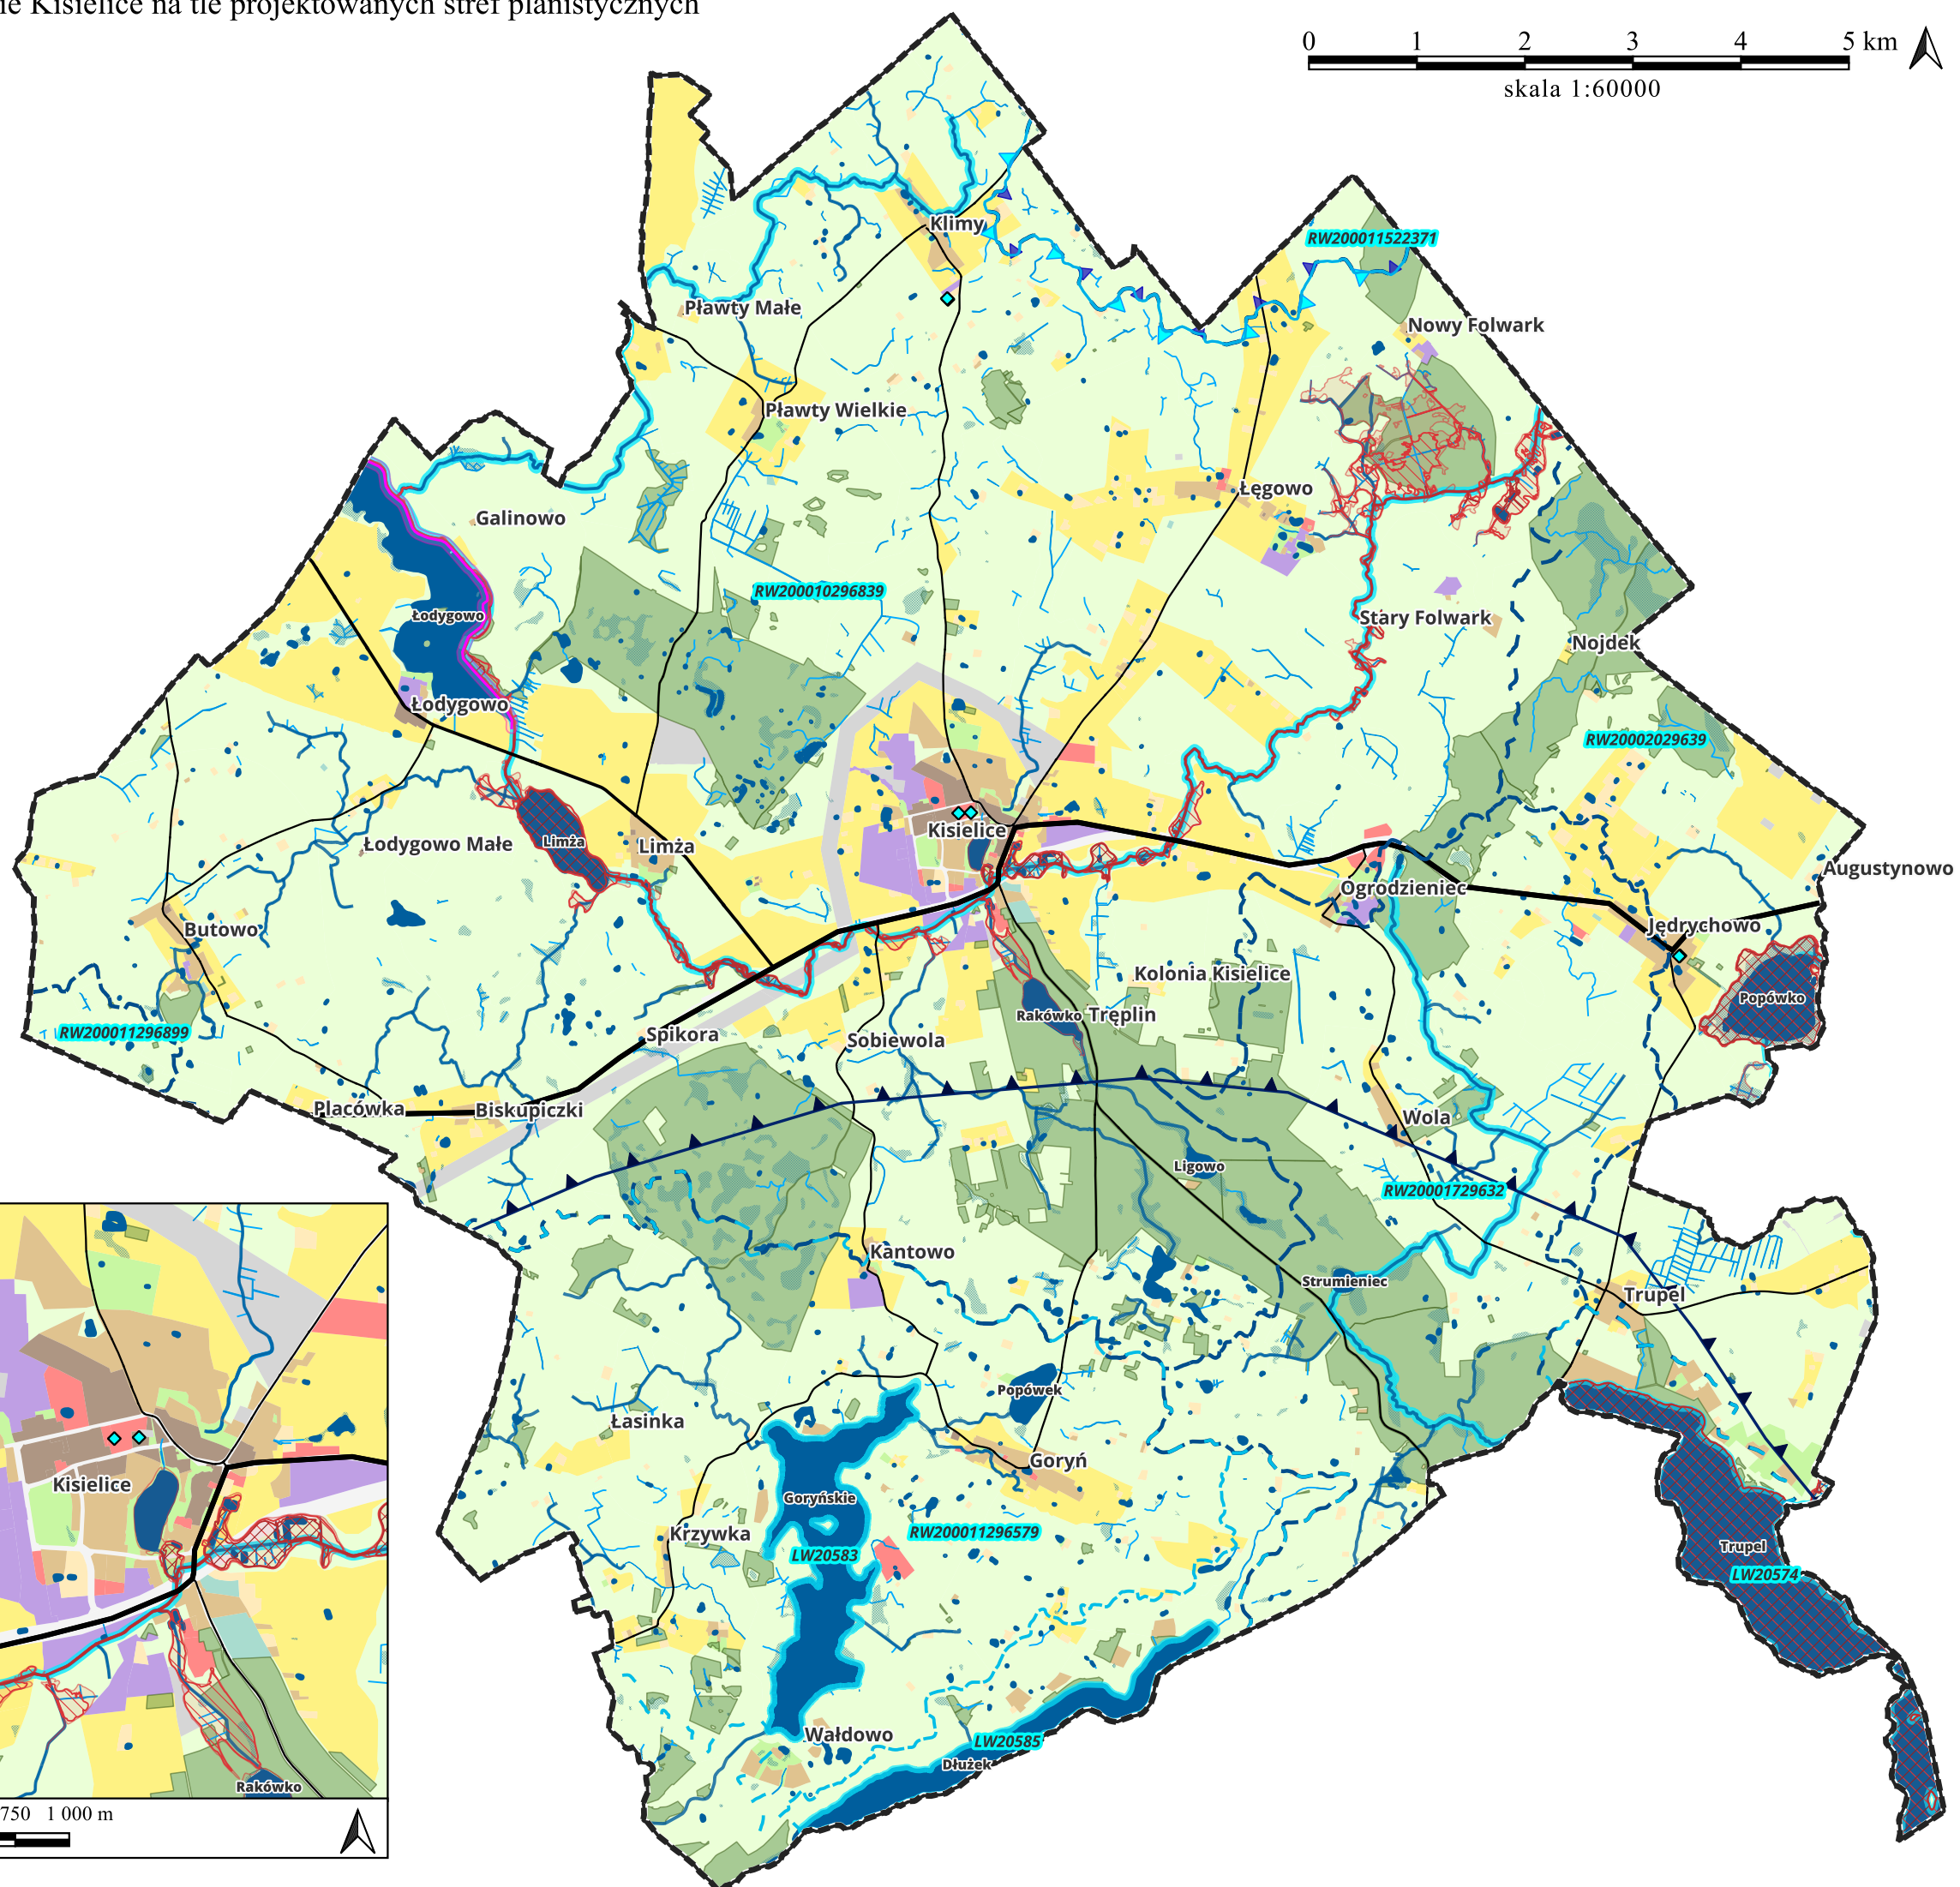 ie Kisielice na tle projektowanych stref planistycznych
0 1 2 3 4 5 km
skala 1:60000
Klimy
RW200011522371
Pławty Małe
Nowy Folwark
Pławty Wielkie
Łęgowo
Galinowo
RW200010296839
Łodygowo
Stary Folwark
Nojdek
Łodygowo
RW20002029639
Kisielice
Limża
Łodygowo Małe
Limża
Augustynowo
Ogrodzieniec
Butowo
Jędrychowo
Kolonia Kisielice
Popówko
Rakówko
Tręplin
RW200011296899
Spikora
Sobiewola
Placówka
Biskupiczki
Wola
Ligowo
RW20001729632
Kantowo
Strumieniec
Trupel
Popówek
Łasinka
Goryń
Kisielice
Goryńskie
Krzywka
RW200011296579
LW20583
Trupel
LW20574
Wałdowo
LW20585
Dłużek
Rakówko
750 1 000 m